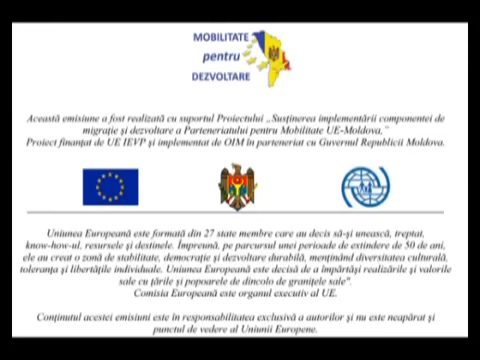 MOBILITATE
pentru
DEZVOLTARE
Această emisiune a fost realizată cu suportul Proiectului „Susținerea implementării componentei de
migrație și dezvoltare a Parteneriatului pentru Mobilitate UE-Moldova,”
Proiect finanțat de UE IEVP și implementat de OIM în parteneriat cu Guvernul Republicii Moldova.
Uniunea Europeană este formată din 27 state membre care au decis să-și unească, treptat,
know-how-ul, resursele și destinele. Împreună, pe parcursul unei perioade de extindere de 50 de ani,
ele au creat o zonă de stabilitate, democrație și dezvoltare durabilă, menținând diversitatea culturală,
toleranța și libertățile individuale. Uniunea Europeană este decisă de a împărtăși realizările și valorile
sale cu țările și popoarele de dincolo de granițele sale".
Comisia Europeană este organul executiv al UE.
Conținutul acestei emisiuni este în responsabilitatea exclusivă a autorilor și nu este neapărat și
punctul de vedere al Uniunii Europene.